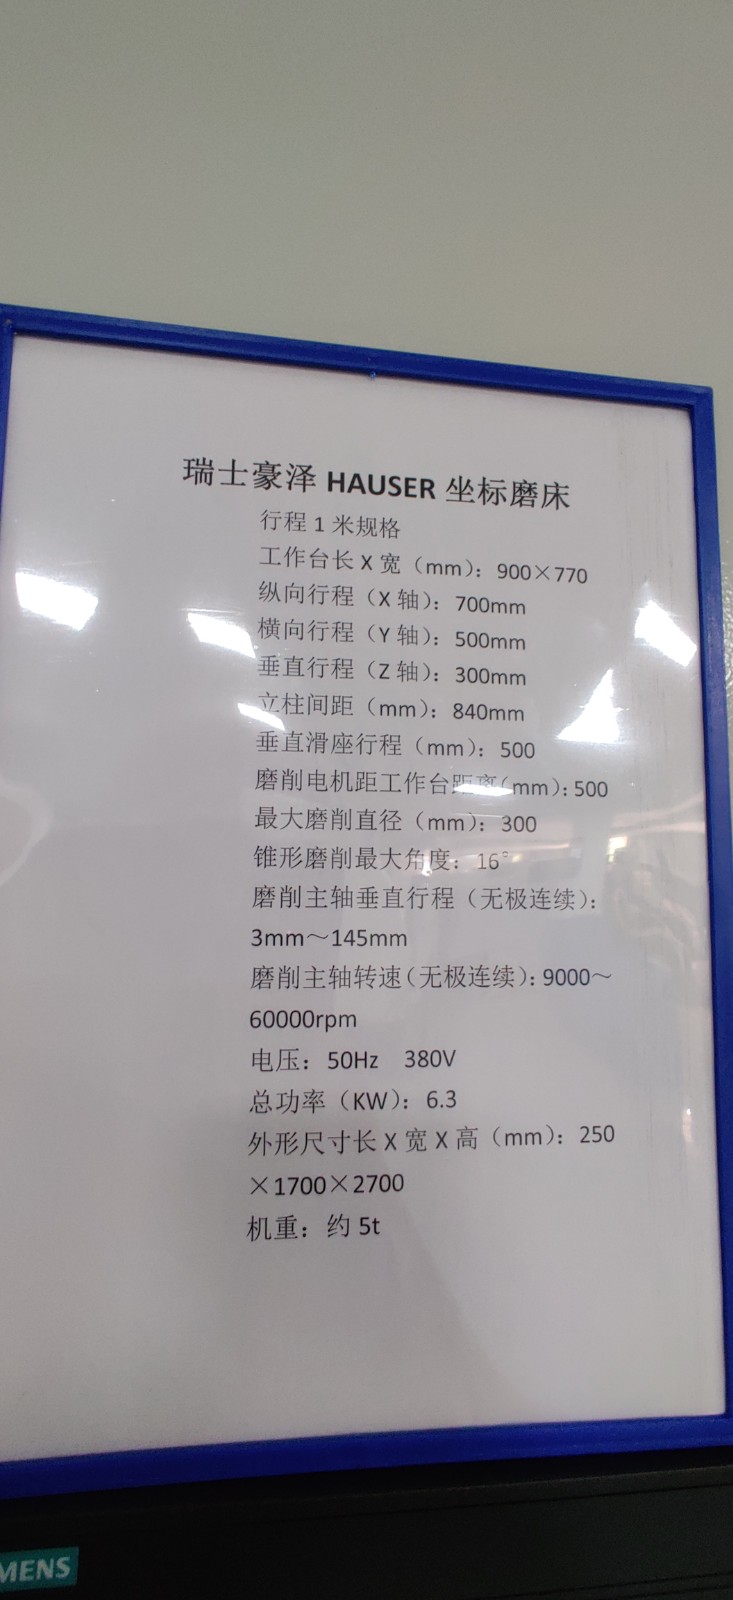 瑞士豪泽 HAUSER 坐标磨床
行程 1 米规格
工作台长 X 宽（mm）：900×770
纵向行程（X 轴）：700mm
横向行程（Y 轴）：500mm
垂直行程（Z 轴）：300mm
立柱间距（mm）：840mm
垂直滑座行程（mm）：500
磨削电机距工作台距离（mm）：500
最大磨削直径（mm）：300
锥形磨削最大角度：16°
磨削主轴垂直行程（无极连续）：
3mm～145mm
磨削主轴转速（无极连续）：9000～
60000rpm
电压：50Hz 380V
总功率（KW）：6.3
外形尺寸长 X 宽 X 高（mm）：250
×1700×2700
机重：约 5t
MENS